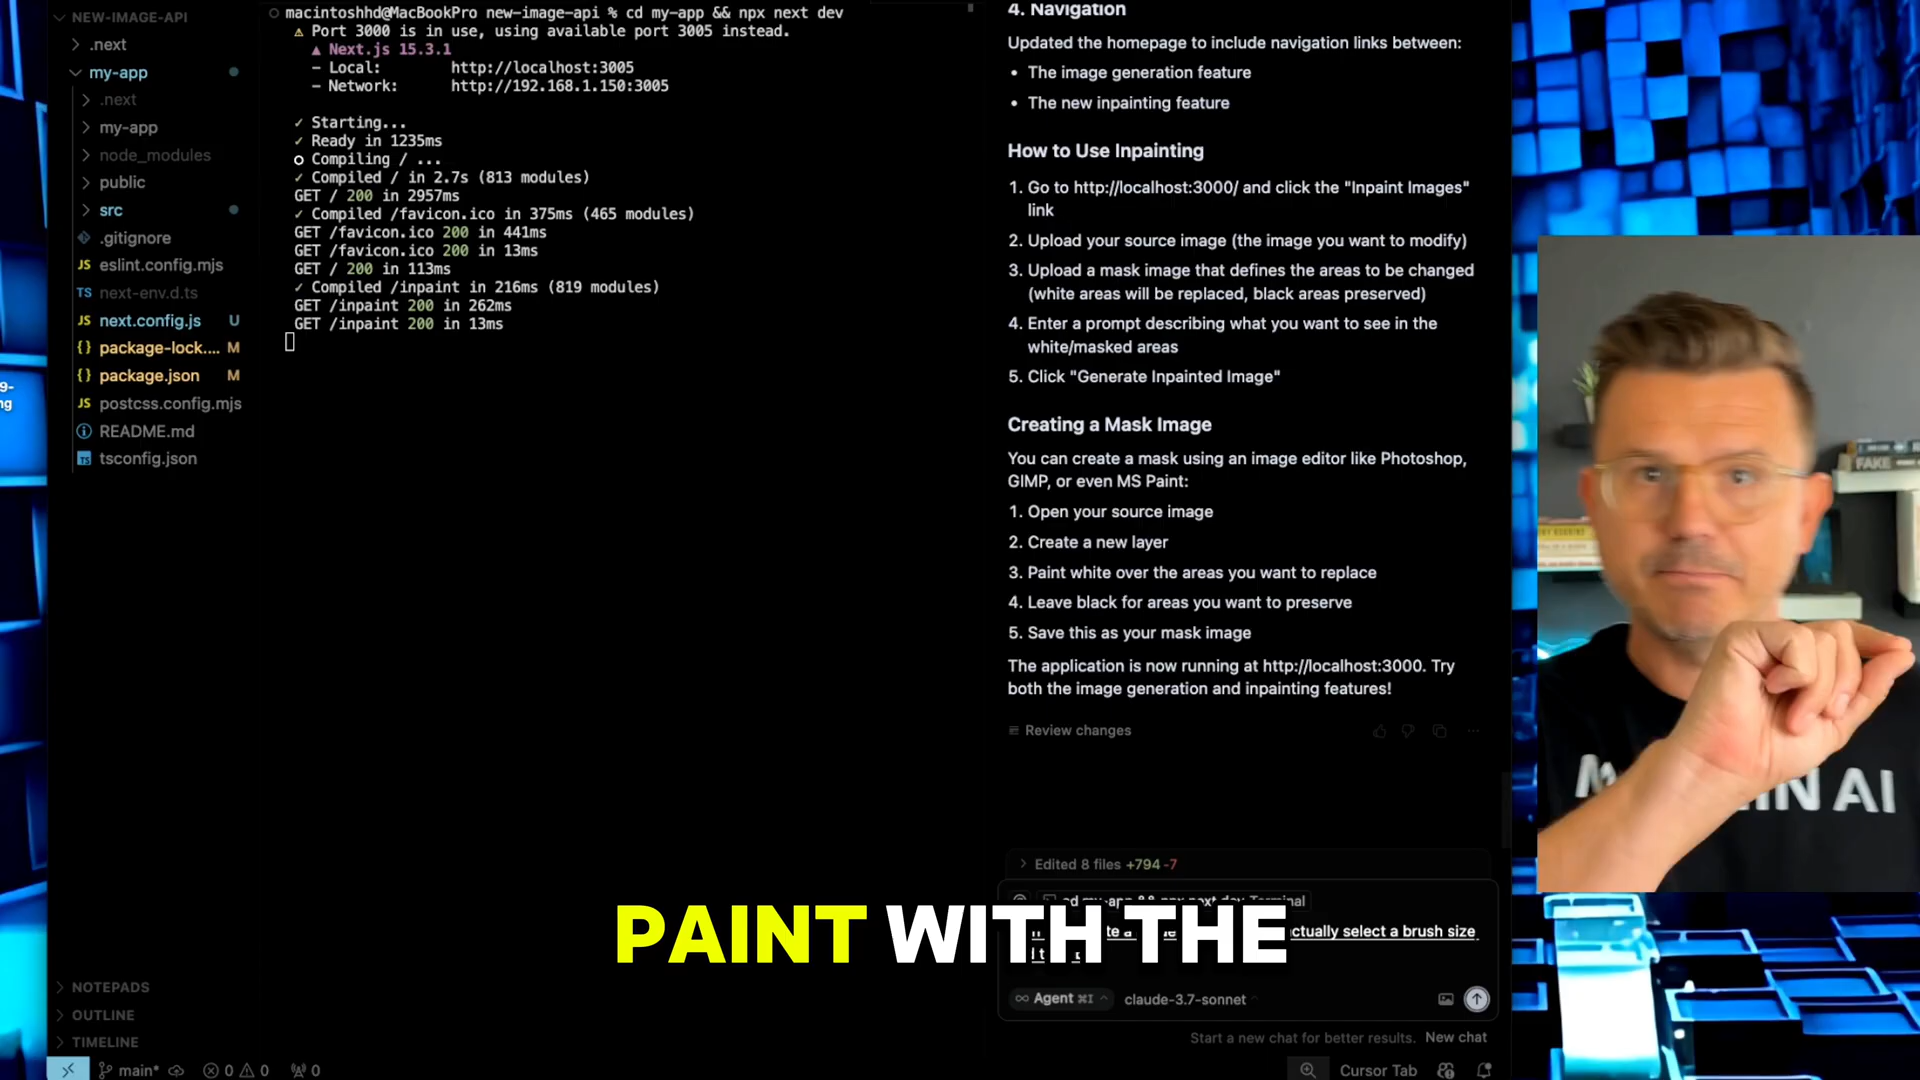 NEW-IMAGE-API
.next
my-app
.next
my-app
node_modules
public
src
.gitignore
JS eslint.config.mjs
TS next-env.d.ts
JS next.config.js U
{} package-lock.... M
{} package.json M
JS postcss.config.mjs
README.md
TS tsconfig.json
NOTEPADS
OUTLINE
TIMELINE
main*
0 0
0
9-
ng
macintoshhd@MacBookPro new-image-api % cd my-app && npx next dev
⚠ Port 3000 is in use, using available port 3005 instead.
▲ Next.js 15.3.1
- Local: http://localhost:3005
- Network: http://192.168.1.150:3005
✓ Starting...
✓ Ready in 1235ms
○ Compiling / ...
✓ Compiled / in 2.7s (813 modules)
GET / 200 in 2957ms
✓ Compiled /favicon.ico in 375ms (465 modules)
GET /favicon.ico 200 in 441ms
GET /favicon.ico 200 in 13ms
GET / 200 in 113ms
✓ Compiled /inpaint in 216ms (819 modules)
GET /inpaint 200 in 262ms
GET /inpaint 200 in 13ms
4. Navigation
Updated the homepage to include navigation links between:
• The image generation feature
• The new inpainting feature
How to Use Inpainting
1. Go to http://localhost:3000/ and click the "Inpaint Images"
link
2. Upload your source image (the image you want to modify)
3. Upload a mask image that defines the areas to be changed
(white areas will be replaced, black areas preserved)
4. Enter a prompt describing what you want to see in the
white/masked areas
5. Click "Generate Inpainted Image"
Creating a Mask Image
You can create a mask using an image editor like Photoshop,
GIMP, or even MS Paint:
1. Open your source image
2. Create a new layer
3. Paint white over the areas you want to replace
4. Leave black for areas you want to preserve
5. Save this as your mask image
The application is now running at http://localhost:3000. Try
both the image generation and inpainting features!
Review changes
Edited 8 files +794 -7
actually select a brush size
Agent ⌘I claude-3.7-sonnet
Start a new chat for better results. New chat
Cursor Tab
PAINT WITH THE
FAKE
IN AI